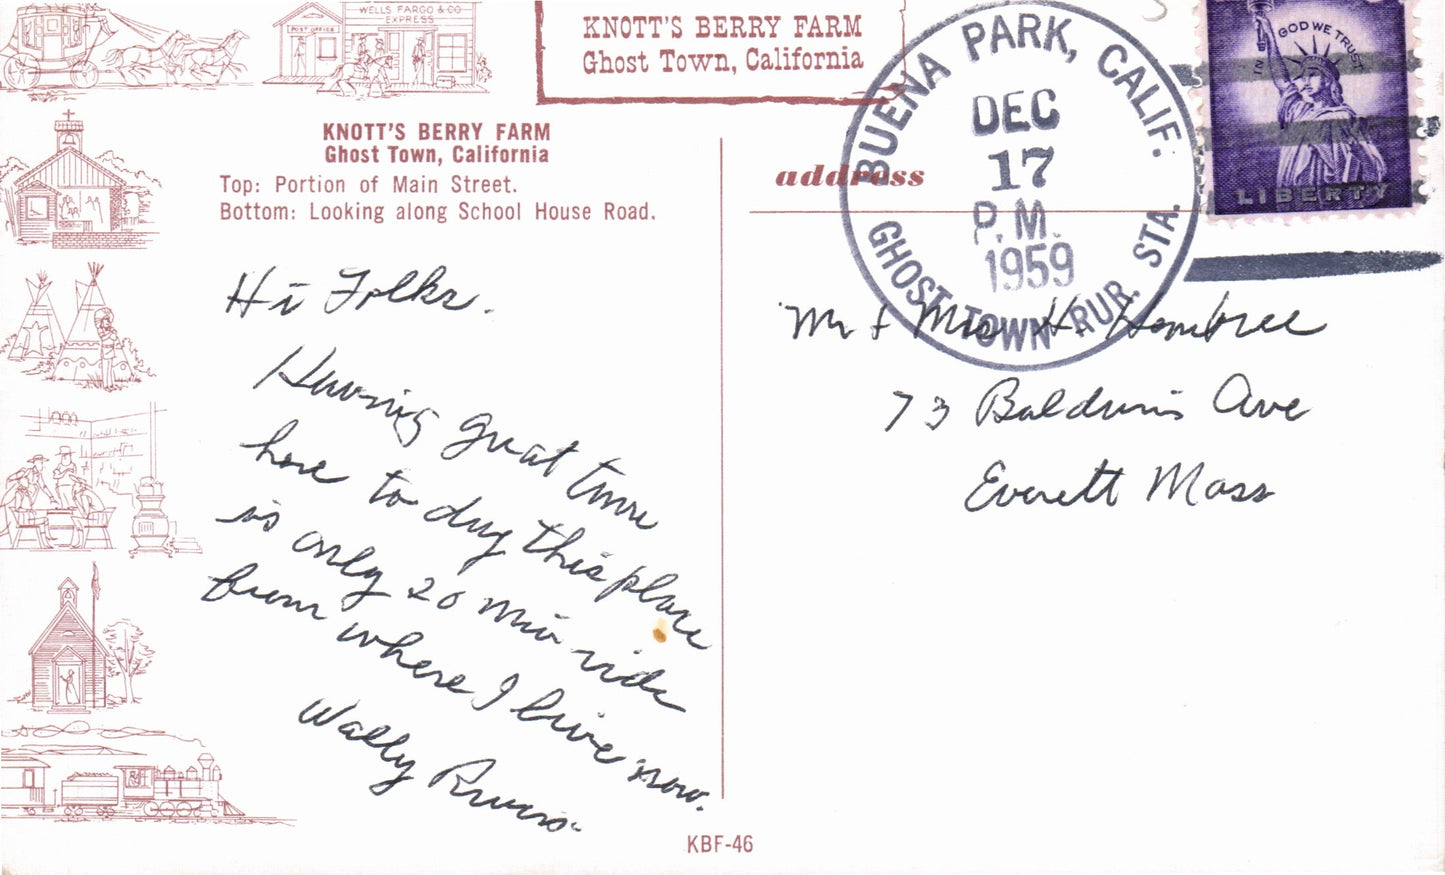 WELLS FARGO & CO
EXPRESS
POST OFFICE
KNOTT'S BERRY FARM
Ghost Town, California
BUENA PARK, CALIF.
DEC
17
P.M.
1959
GHOST TOWN RUR. STA.
IN GOD WE TRUST
LIBERTY
KNOTT'S BERRY FARM
Ghost Town, California
Top: Portion of Main Street.
Bottom: Looking along School House Road.
address
Hi Folks.
Having great time
here to day this place
is only 20 min ride
from where I live now.
Wally
Mr & Mrs H. Hembree
73 Baldwin Ave
Everett Mass
KBF-46